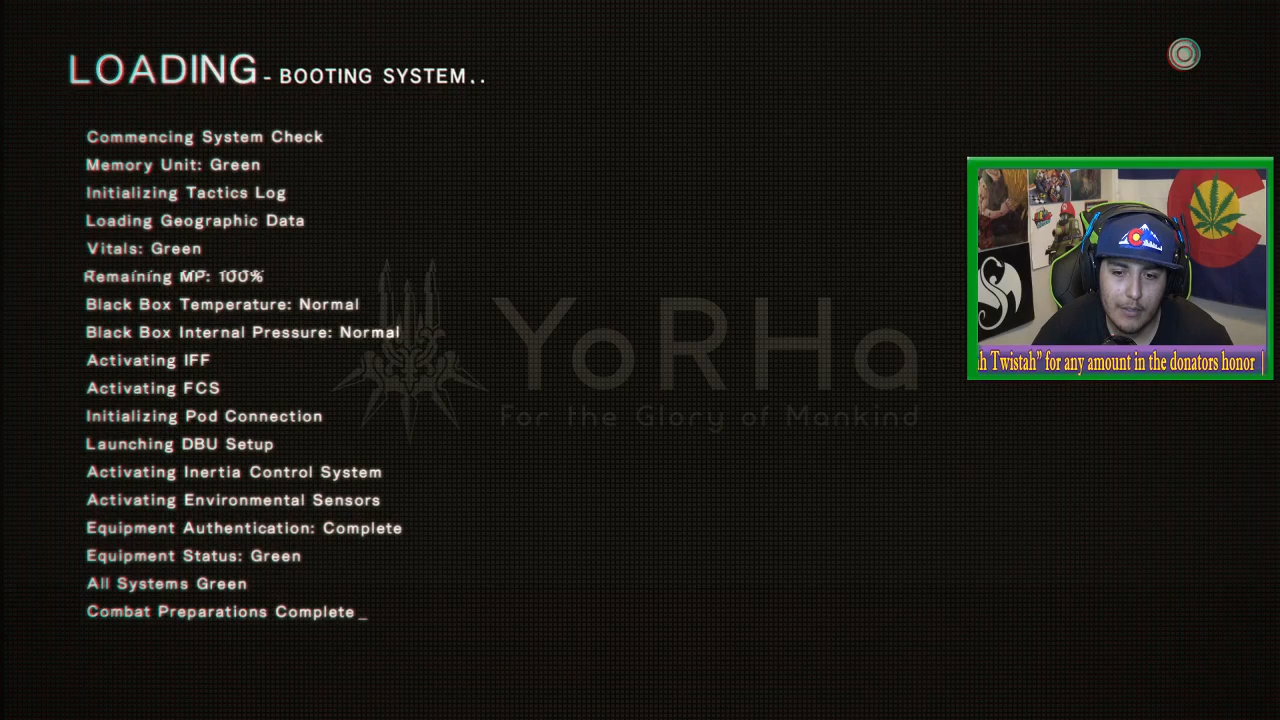 LOADING - BOOTING SYSTEM..
Commencing System Check
Memory Unit: Green
Initializing Tactics Log
Loading Geographic Data
Vitals: Green
Remaining MP: 100%
Black Box Temperature: Normal
Black Box Internal Pressure: Normal
Activating IFF
Activating FCS
Initializing Pod Connection
Launching DBU Setup
Activating Inertia Control System
Activating Environmental Sensors
Equipment Authentication: Complete
Equipment Status: Green
All Systems Green
Combat Preparations Complete_
YoRHa
For the Glory of Mankind
Twistah" for any amount in the donators honor |